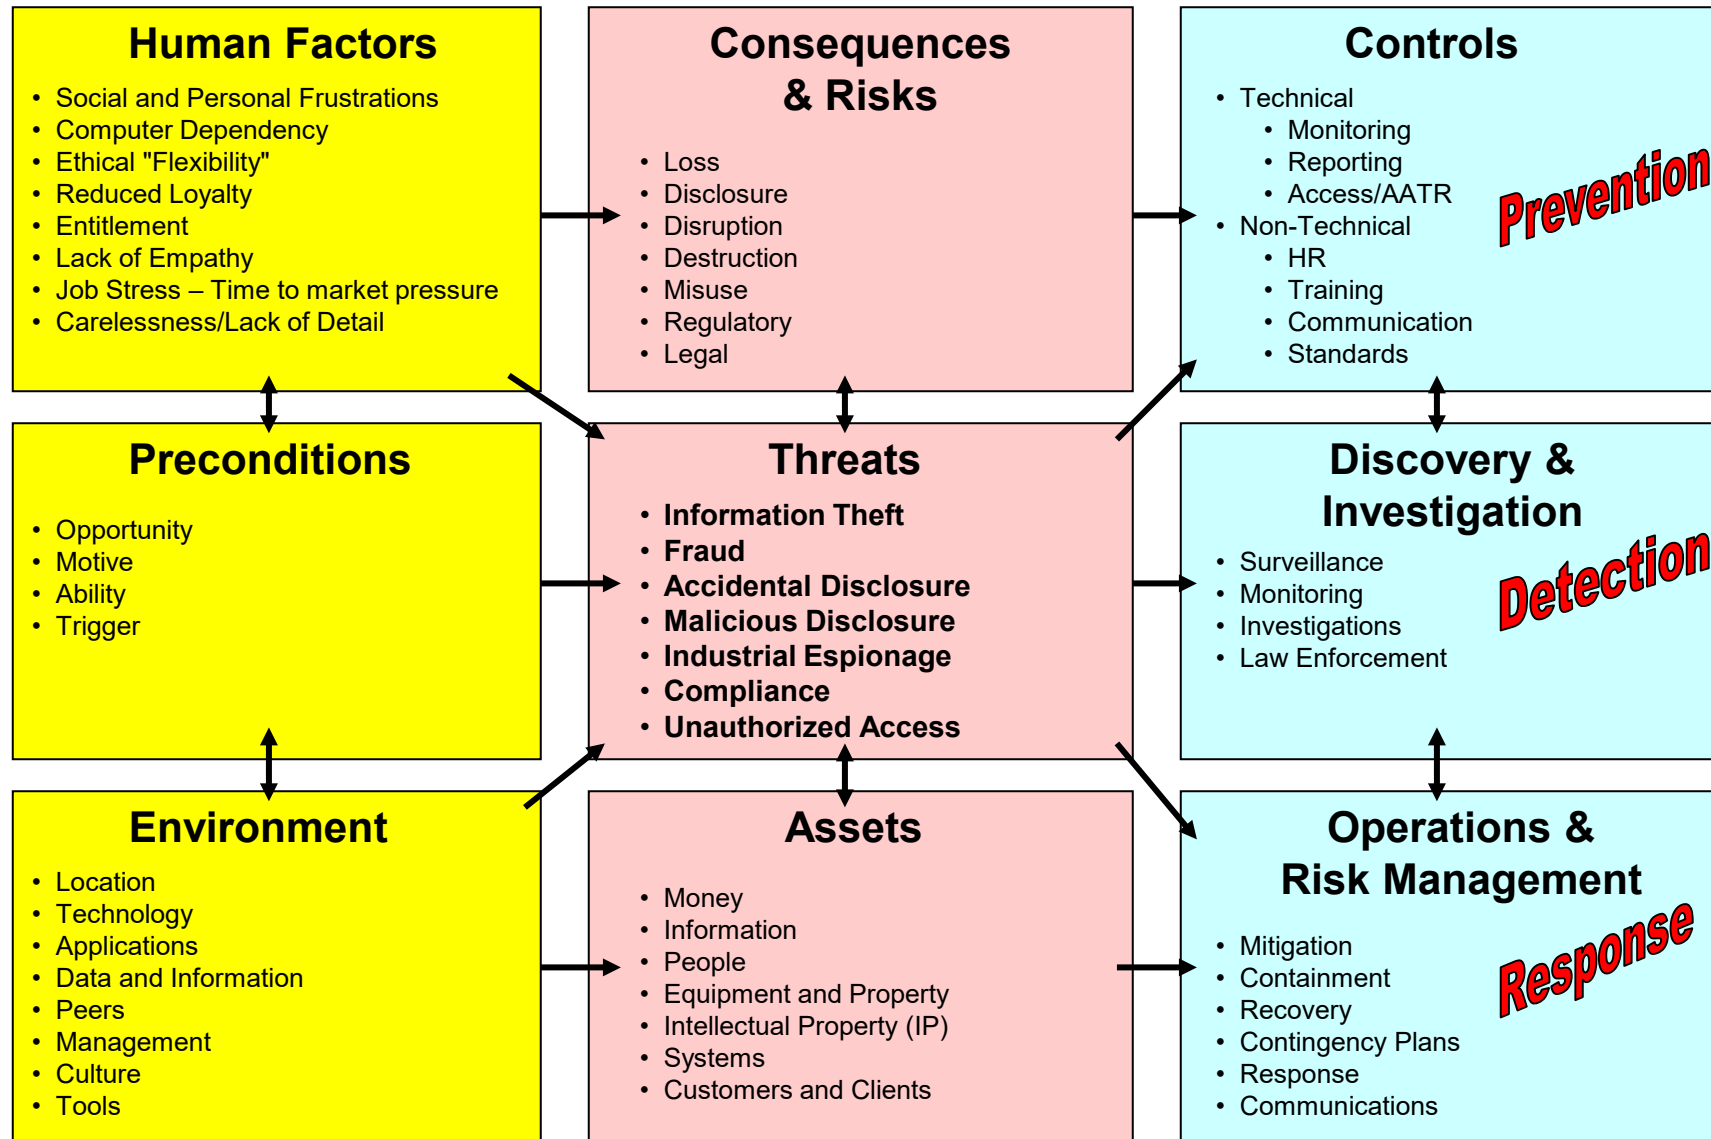 Human Factors
• Social and Personal Frustrations
• Computer Dependency
• Ethical "Flexibility"
• Reduced Loyalty
• Entitlement
• Lack of Empathy
• Job Stress – Time to market pressure
• Carelessness/Lack of Detail
Consequences
& Risks
• Loss
• Disclosure
• Disruption
• Destruction
• Misuse
• Regulatory
• Legal
Controls
• Technical
• Monitoring
• Reporting
• Access/AATR
• Non-Technical
• HR
• Training
• Communication
• Standards
Prevention
Preconditions
• Opportunity
• Motive
• Ability
• Trigger
Threats
• Information Theft
• Fraud
• Accidental Disclosure
• Malicious Disclosure
• Industrial Espionage
• Compliance
• Unauthorized Access
Discovery &
Investigation
• Surveillance
• Monitoring
• Investigations
• Law Enforcement
Detection
Environment
• Location
• Technology
• Applications
• Data and Information
• Peers
• Management
• Culture
• Tools
Assets
• Money
• Information
• People
• Equipment and Property
• Intellectual Property (IP)
• Systems
• Customers and Clients
Operations &
Risk Management
• Mitigation
• Containment
• Recovery
• Contingency Plans
• Response
• Communications
Response